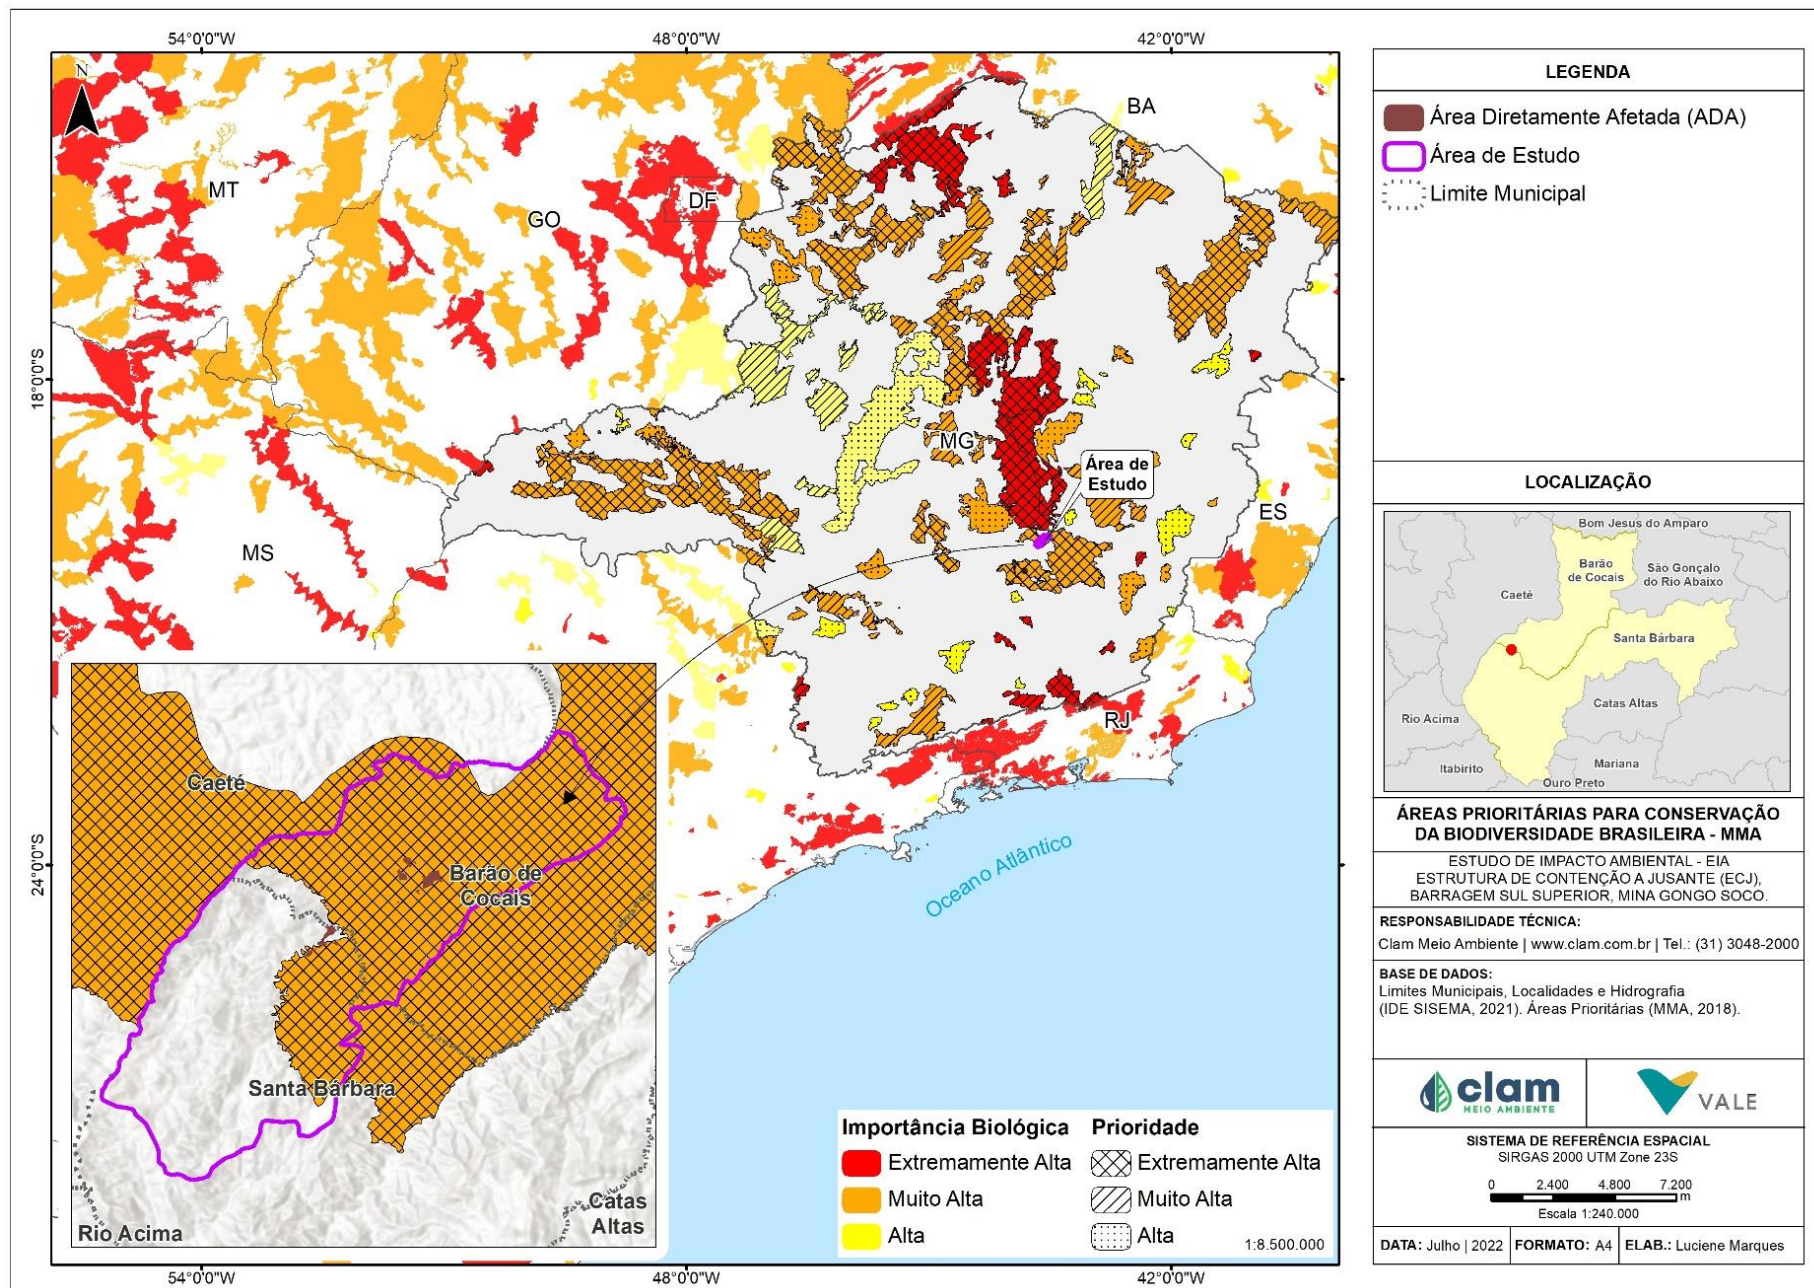 54°0'0"W
48°0'0"W
42°0'0"W
N
BA
MT
DF
GO
18°0'0"S
MG
Área de
Estudo
ES
MS
RJ
24°0'0"S
Oceano Atlântico
Caeté
Barão de
Cocais
Santa Bárbara
Catas
Altas
Rio Acima
Importância Biológica
Extremamente Alta
Muito Alta
Alta
Prioridade
Extremamente Alta
Muito Alta
Alta
1:8.500.000
54°0'0"W
48°0'0"W
42°0'0"W
LEGENDA
Área Diretamente Afetada (ADA)
Área de Estudo
Limite Municipal
LOCALIZAÇÃO
Bom Jesus do Amparo
Barão
de Cocais
São Gonçalo
do Rio Abaixo
Caeté
Santa Bárbara
Catas Altas
Rio Acima
Mariana
Itabirito
Ouro Preto
ÁREAS PRIORITÁRIAS PARA CONSERVAÇÃO
DA BIODIVERSIDADE BRASILEIRA - MMA
ESTUDO DE IMPACTO AMBIENTAL - EIA
ESTRUTURA DE CONTENÇÃO A JUSANTE (ECJ),
BARRAGEM SUL SUPERIOR, MINA GONGO SOCO.
RESPONSABILIDADE TÉCNICA:
Clam Meio Ambiente | www.clam.com.br | Tel.: (31) 3048-2000
BASE DE DADOS:
Limites Municipais, Localidades e Hidrografia
(IDE SISEMA, 2021). Áreas Prioritárias (MMA, 2018).
clam
MEIO AMBIENTE
VALE
SISTEMA DE REFERÊNCIA ESPACIAL
SIRGAS 2000 UTM Zone 23S
0 2.400 4.800 7.200
m
Escala 1:240.000
DATA: Julho | 2022 FORMATO: A4 ELAB.: Luciene Marques